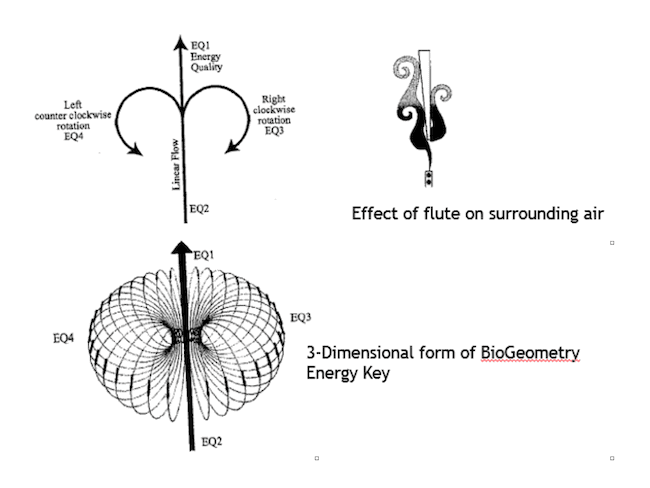 EQ1
Energy
Quality
Left
counter clockwise
rotation
EQ4
Right
clockwise
rotation
EQ3
Linear Flow
EQ2
Effect of flute on surrounding air
EQ1
EQ4
EQ3
3-Dimensional form of BioGeometry
Energy Key
EQ2